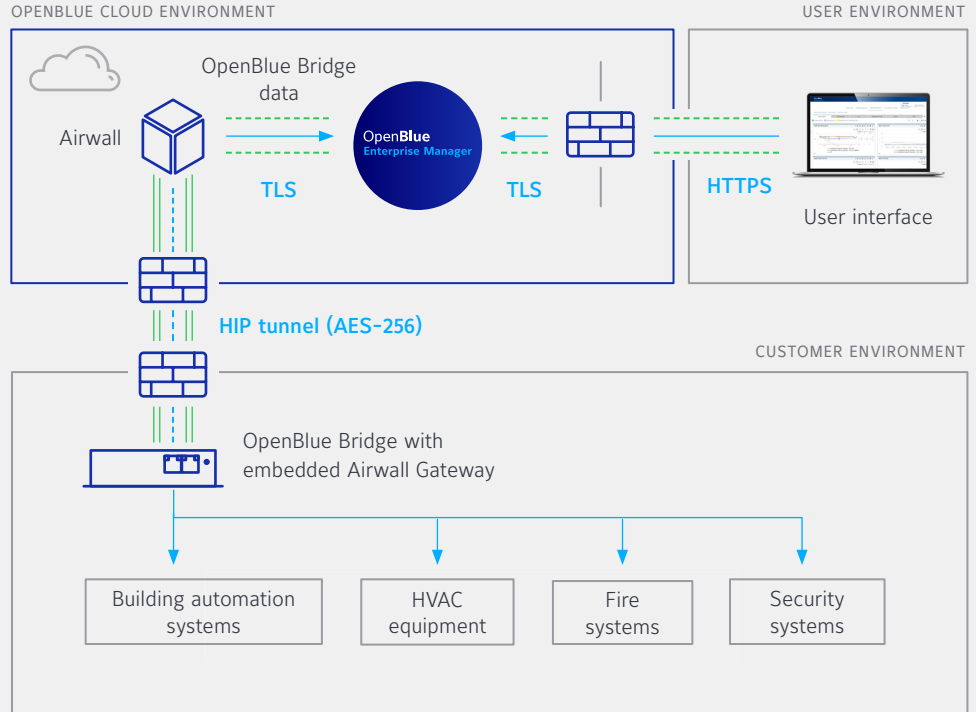 OPENBLUE CLOUD ENVIRONMENT
USER ENVIRONMENT
OpenBlue Bridge
data
Airwall
OpenBlue
Enterprise Manager
TLS
TLS
HTTPS
User interface
HIP tunnel (AES-256)
CUSTOMER ENVIRONMENT
OpenBlue Bridge with
embedded Airwall Gateway
Building automation
systems
HVAC
equipment
Fire
systems
Security
systems